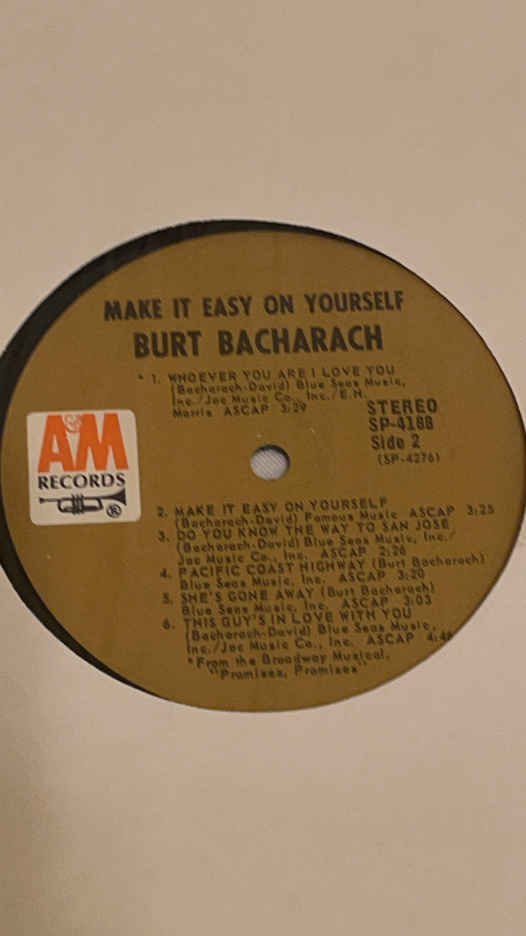 MAKE IT EASY ON YOURSELF
BURT BACHARACH
* 1. WHOEVER YOU ARE I LOVE YOU
(Bacharach-David) Blue Seas Music,
Inc./Jac Music Co., Inc./E.H.
Morris ASCAP 3:29
STEREO
SP-4188
Side 2
(SP-4276)
A&M
RECORDS
®
2. MAKE IT EASY ON YOURSELF
(Bacharach-David) Famous Music ASCAP 3:25
3. DO YOU KNOW THE WAY TO SAN JOSE
(Bacharach-David) Blue Seas Music, Inc./
Jac Music Co., Inc. ASCAP 2:26
4. PACIFIC COAST HIGHWAY (Burt Bacharach)
Blue Seas Music, Inc. ASCAP 3:20
5. SHE'S GONE AWAY (Burt Bacharach)
Blue Seas Music, Inc. ASCAP 3:03
6. THIS GUY'S IN LOVE WITH YOU
(Bacharach-David) Blue Seas Music,
Inc./Jac Music Co., Inc. ASCAP
*From the Broadway Musical,
"Promises, Promises"